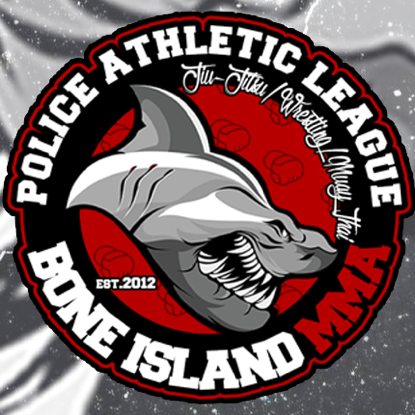 POLICE ATHLETIC LEAGUE
Jiu-Jitsu/Wrestling/Muay Thai
EST.2012
BONE ISLAND MMA